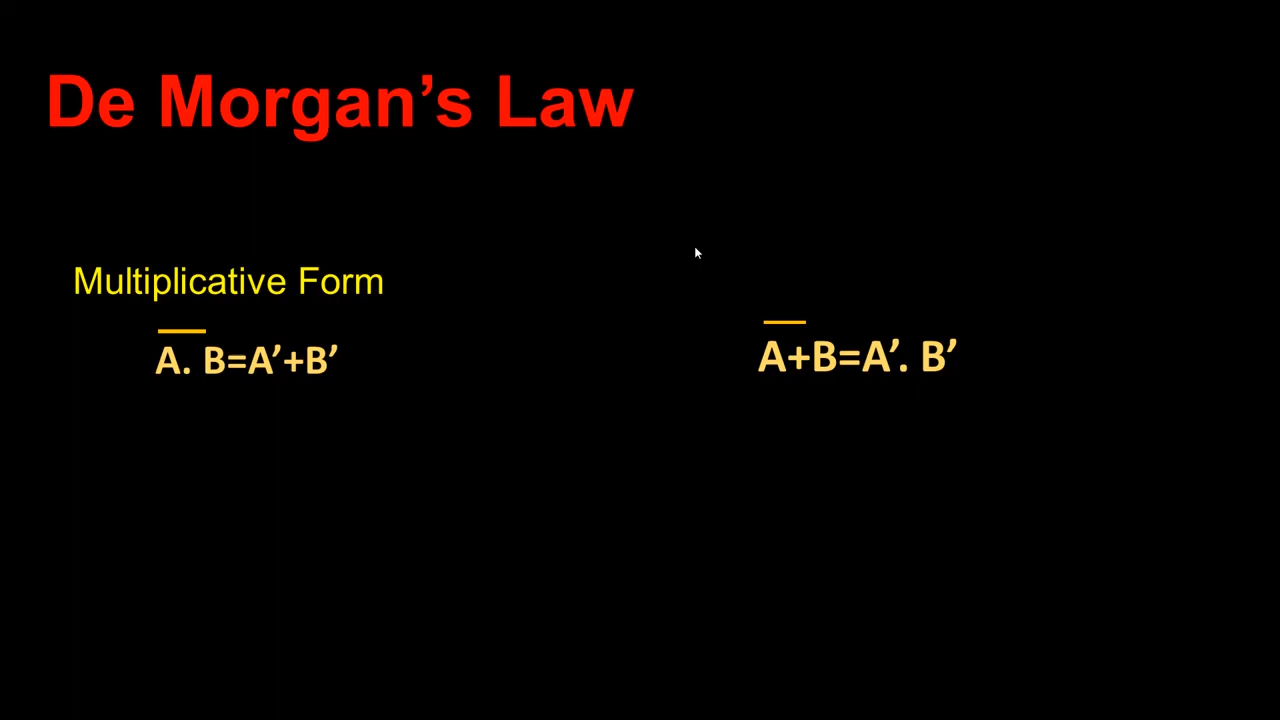 De Morgan’s Law
Multiplicative Form
A. B=A’+B’
A+B=A’. B’